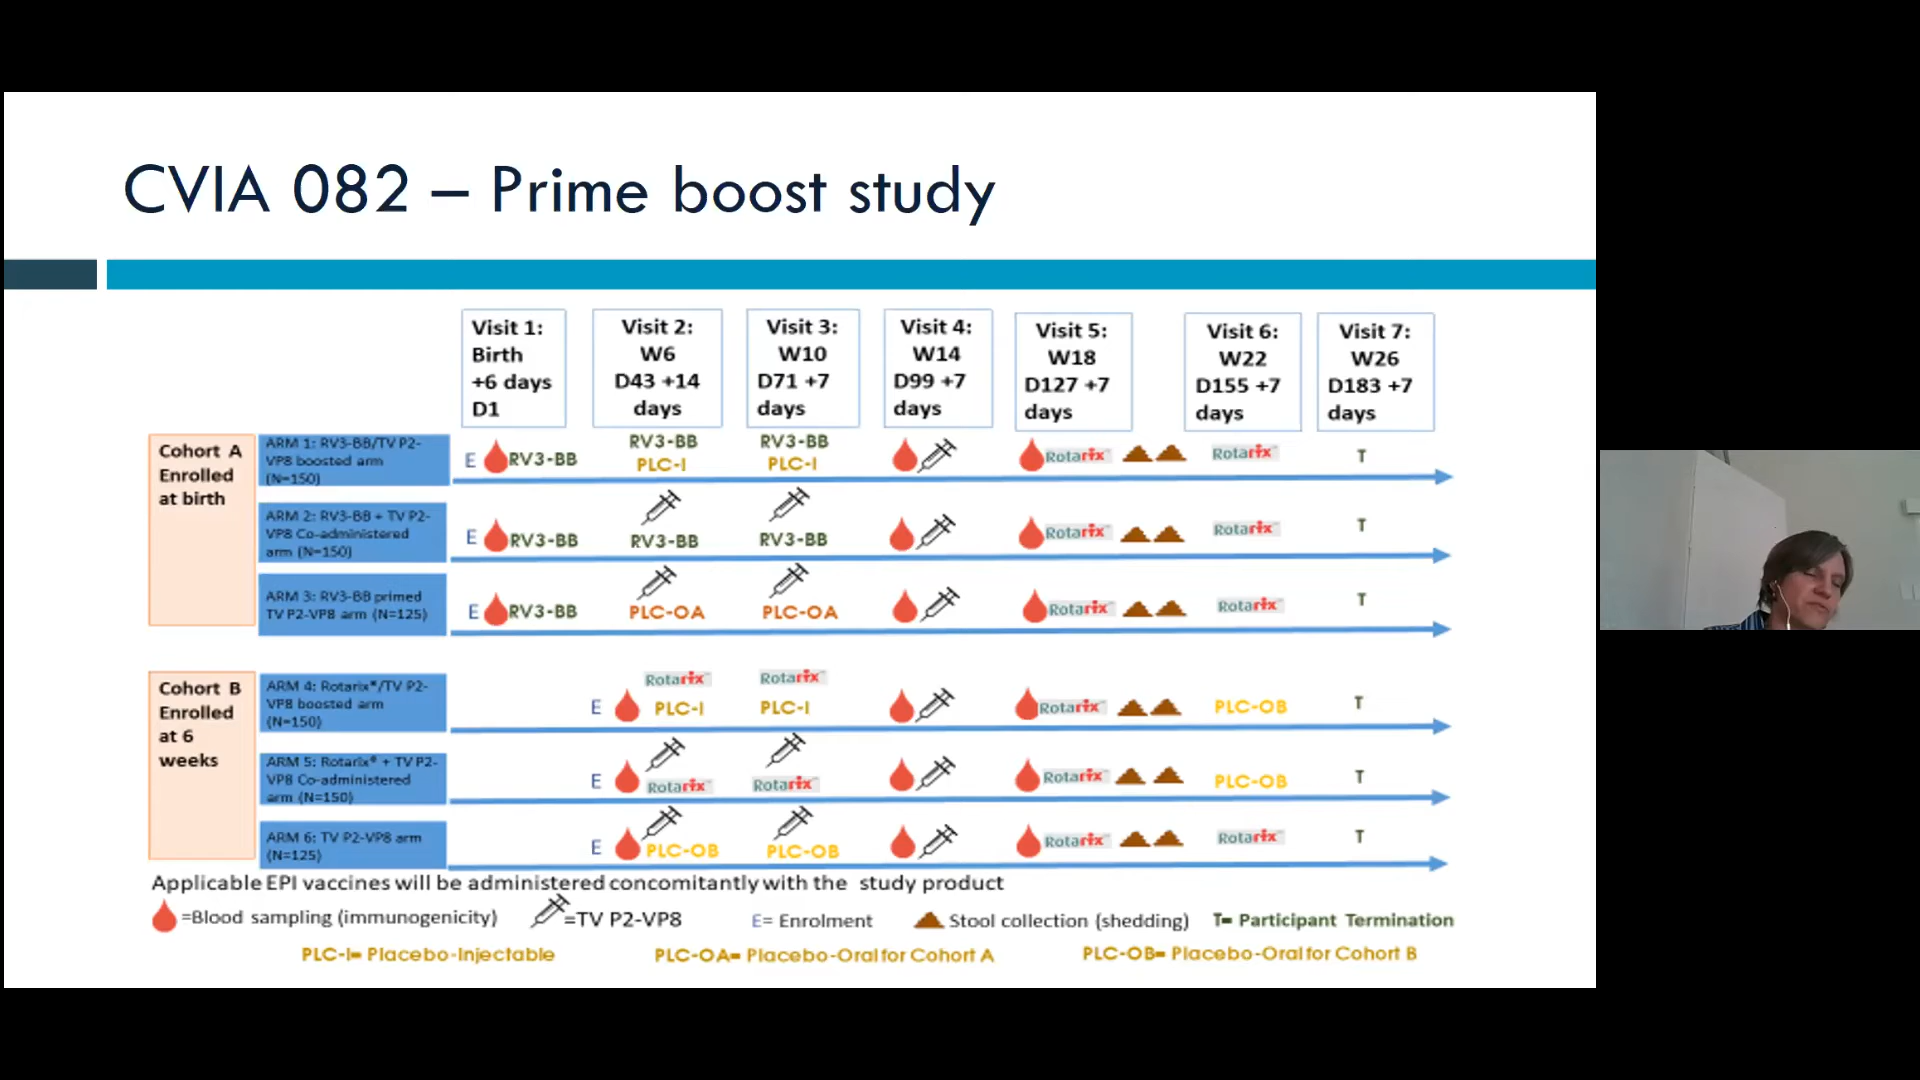 CVIA 082 – Prime boost study
Visit 1:
Birth
+6 days
D1
Visit 2:
W6
D43 +14
days
Visit 3:
W10
D71 +7
days
Visit 4:
W14
D99 +7
days
Visit 5:
W18
D127 +7
days
Visit 6:
W22
D155 +7
days
Visit 7:
W26
D183 +7
days
Cohort A
Enrolled
at birth
ARM 1: RV3-BB/TV P2-
VP8 boosted arm
(N=150)
E RV3-BB
RV3-BB
PLC-I
RV3-BB
PLC-I
Rotarix
Rotarix
T
ARM 2: RV3-BB + TV P2-
VP8 Co-administered
arm (N=150)
E RV3-BB
RV3-BB
RV3-BB
Rotarix
Rotarix
T
ARM 3: RV3-BB primed
TV P2-VP8 arm (N=125)
E RV3-BB
PLC-OA
PLC-OA
Rotarix
Rotarix
T
Cohort B
Enrolled
at 6
weeks
ARM 4: Rotarix®/TV P2-
VP8 boosted arm
(N=150)
E
Rotarix
PLC-I
Rotarix
PLC-I
Rotarix
PLC-OB
T
ARM 5: Rotarix® + TV P2-
VP8 Co-administered
arm (N=150)
E
Rotarix
Rotarix
Rotarix
PLC-OB
T
ARM 6: TV P2-VP8 arm
(N=125)
E
PLC-OB
PLC-OB
Rotarix
Rotarix
T
Applicable EPI vaccines will be administered concomitantly with the study product
=Blood sampling (immunogenicity)
=TV P2-VP8
E= Enrolment
Stool collection (shedding)
T= Participant Termination
PLC-I= Placebo-Injectable
PLC-OA= Placebo-Oral for Cohort A
PLC-OB= Placebo-Oral for Cohort B